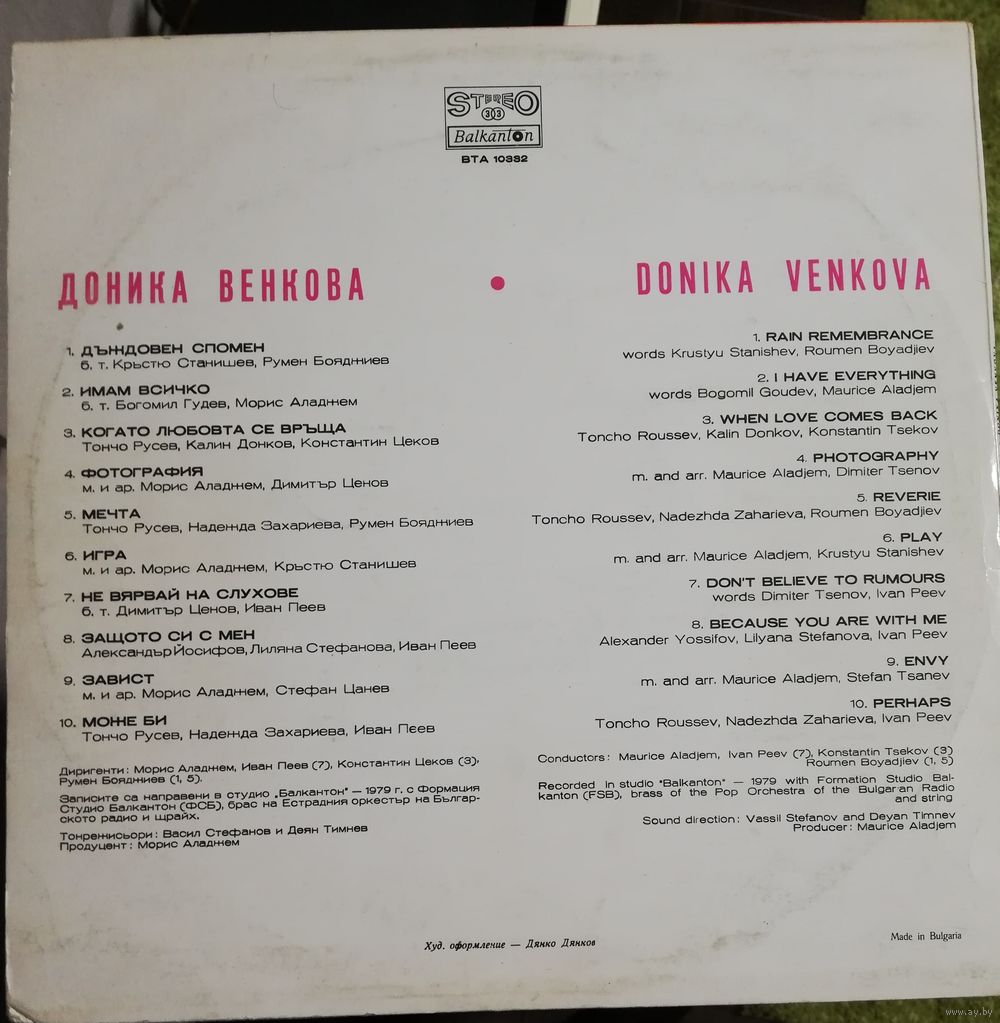 STEREO
33
Balkanton
BTA 10332
ДОНИКА ВЕНКОВА • DONIKA VENKOVA
1. ДЪЖДОВЕН СПОМЕН
б. т. Кръстю Станишев, Румен Бояджиев
2. ИМАМ ВСИЧКО
б. т. Богомил Гудев, Морис Аладжем
3. КОГАТО ЛЮБОВТА СЕ ВРЪЩА
Тончо Русев, Калин Донков, Константин Цеков
4. ФОТОГРАФИЯ
м. и ар. Морис Аладжем, Димитър Ценов
5. МЕЧТА
Тончо Русев, Надежда Захариева, Румен Бояджиев
6. ИГРА
м. и ар. Морис Аладжем, Кръстю Станишев
7. НЕ ВЯРВАЙ НА СЛУХОВЕ
б. т. Димитър Ценов, Иван Пеев
8. ЗАЩОТО СИ С МЕН
Александър Йосифов, Лиляна Стефанова, Иван Пеев
9. ЗАВИСТ
м. и ар. Морис Аладжем, Стефан Цанев
10. МОЖЕ БИ
Тончо Русев, Надежда Захариева, Иван Пеев
Диригенти: Морис Аладжем, Иван Пеев (7), Константин Цеков (3),
Румен Бояджиев (1, 5).
Записите са направени в студио „Балкантон“ — 1979 г. с Формация
Студио Балкантон (ФСБ), брас на Естрадния оркестър на Българ-
ското радио и щрайх.
Тонрежисьори: Васил Стефанов и Деян Тимнев
Продуцент: Морис Аладжем
1. RAIN REMEMBRANCE
words Krustyu Stanishev, Roumen Boyadjiev
2. I HAVE EVERYTHING
words Bogomil Goudev, Maurice Aladjem
3. WHEN LOVE COMES BACK
Toncho Roussev, Kalin Donkov, Konstantin Tsekov
4. PHOTOGRAPHY
m. and arr. Maurice Aladjem, Dimiter Tsenov
5. REVERIE
Toncho Roussev, Nadezhda Zaharieva, Roumen Boyadjiev
6. PLAY
m. and arr. Maurice Aladjem, Krustyu Stanishev
7. DON'T BELIEVE TO RUMOURS
words Dimiter Tsenov, Ivan Peev
8. BECAUSE YOU ARE WITH ME
Alexander Yossifov, Lilyana Stefanova, Ivan Peev
9. ENVY
m. and arr. Maurice Aladjem, Stefan Tsanev
10. PERHAPS
Toncho Roussev, Nadezhda Zaharieva, Ivan Peev
Conductors: Maurice Aladjem, Ivan Peev (7), Konstantin Tsekov (3)
Roumen Boyadjiev (1, 5)
Recorded in studio "Balkanton" — 1979 with Formation Studio Bal-
kanton (FSB), brass of the Pop Orchestra of the Bulgarian Radio
and string
Sound direction: Vassil Stefanov and Deyan Timnev
Producer: Maurice Aladjem
Худ. оформление — Дянко Дянков
Made in Bulgaria
www.ay.by